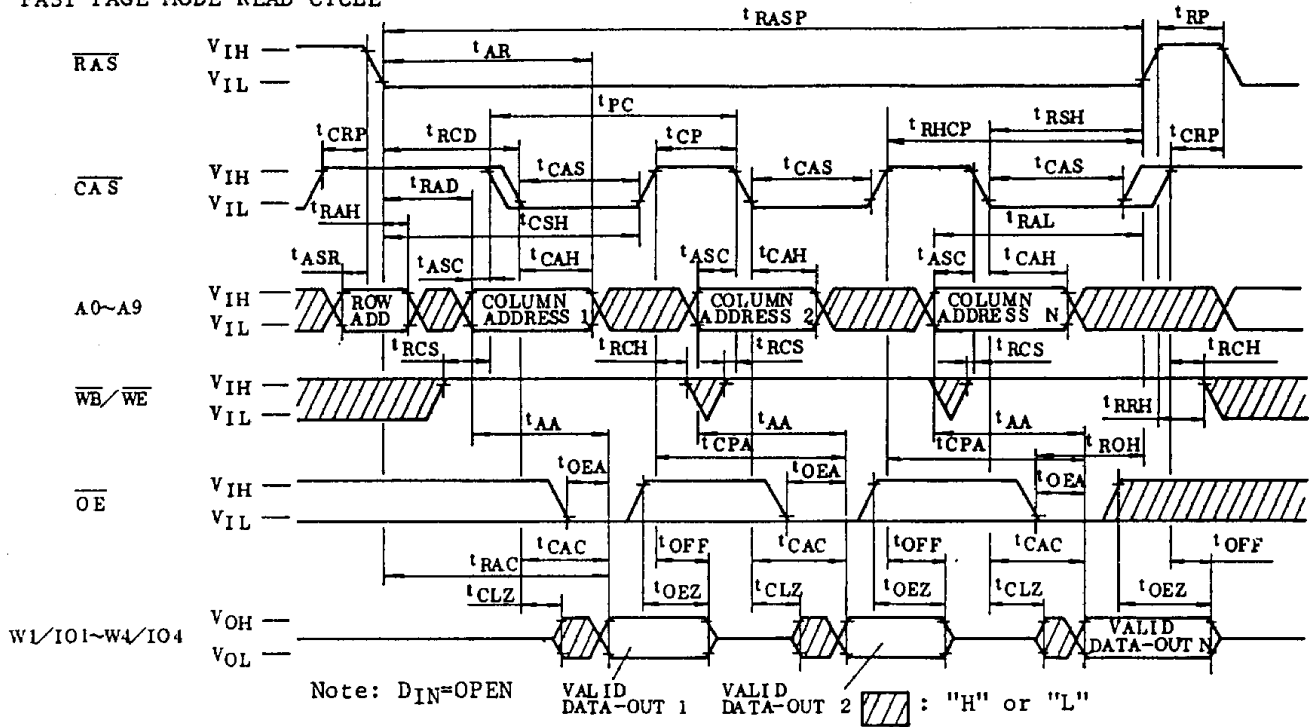 FAST PAGE MODE READ CYCLE
tRASP tRP
RAS VIH tAR
VIL
tPC
tCRP tRCD tCP tRHCP tRSH tCRP
CAS VIH tCAS tCAS tCAS
VIL tRAD
tRAH tCSH tRAL
tASR tASC tCAH tASC tCAH tASC tCAH
A0~A9 VIH ROW ADD COLUMN ADDRESS 1 COLUMN ADDRESS 2 COLUMN ADDRESS N
VIL
tRCS tRCH tRCS tRCS tRCH
WB/WE VIH
VIL tRRH
tAA tAA tAA
tCPA tCPA tROH
tOEA tOEA tOEA
OE VIH
VIL
tCAC tOFF tCAC tOFF tCAC tOFF
tRAC
tCLZ tOEZ tCLZ tOEZ tCLZ tOEZ
W1/IO1~W4/IO4 VOH VALID DATA-OUT N
VOL
Note: DIN=OPEN VALID DATA-OUT 1 VALID DATA-OUT 2 : "H" or "L"